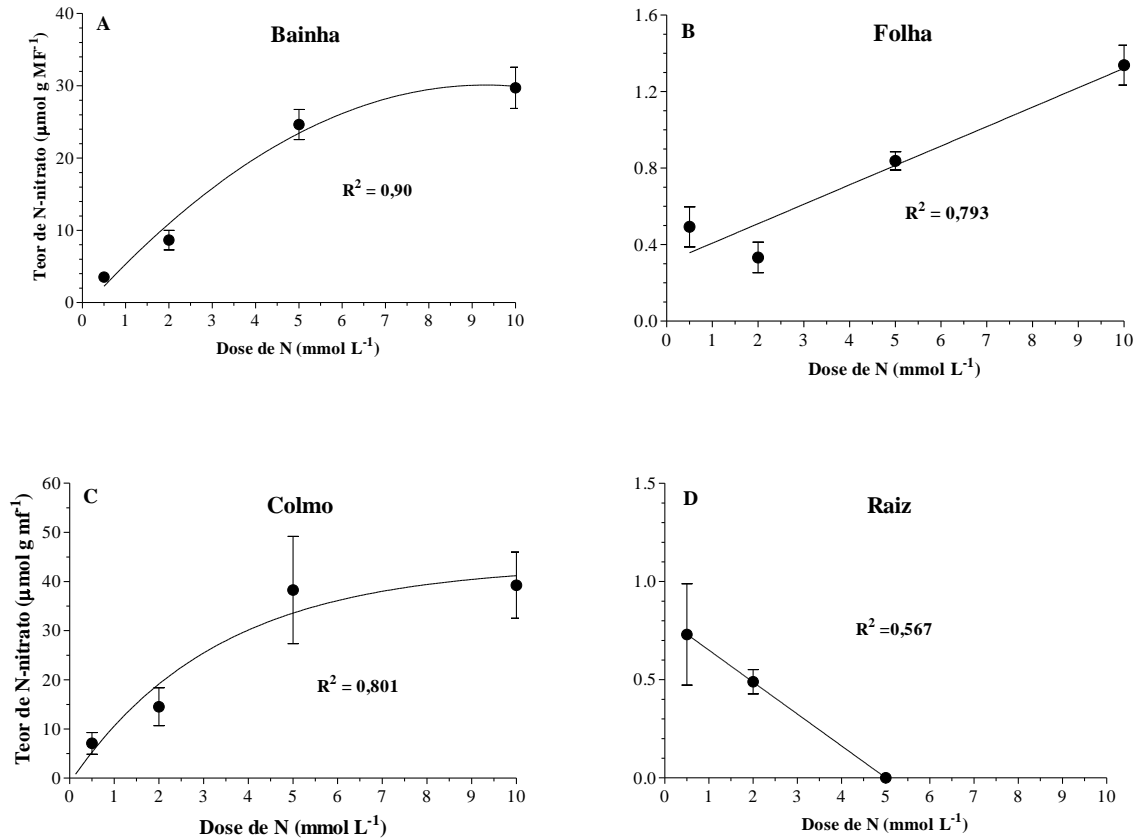 A
Bainha
Teor de N-nitrato (µmol g MF⁻¹)
40
30
20
10
0
R² = 0,90
0 1 2 3 4 5 6 7 8 9 10
Dose de N (mmol L⁻¹)
B
Folha
1.6
1.2
0.8
0.4
0.0
R² = 0,793
0 1 2 3 4 5 6 7 8 9 10
Dose de N (mmol L⁻¹)
C
Colmo
Teor de N-nitrato (µmol g mf⁻¹)
60
50
40
30
20
10
0
R² = 0,801
0 1 2 3 4 5 6 7 8 9 10
Dose de N (mmol L⁻¹)
D
Raiz
1.5
1.0
0.5
0.0
R² =0,567
0 1 2 3 4 5 6 7 8 9 10
Dose de N (mmol L⁻¹)